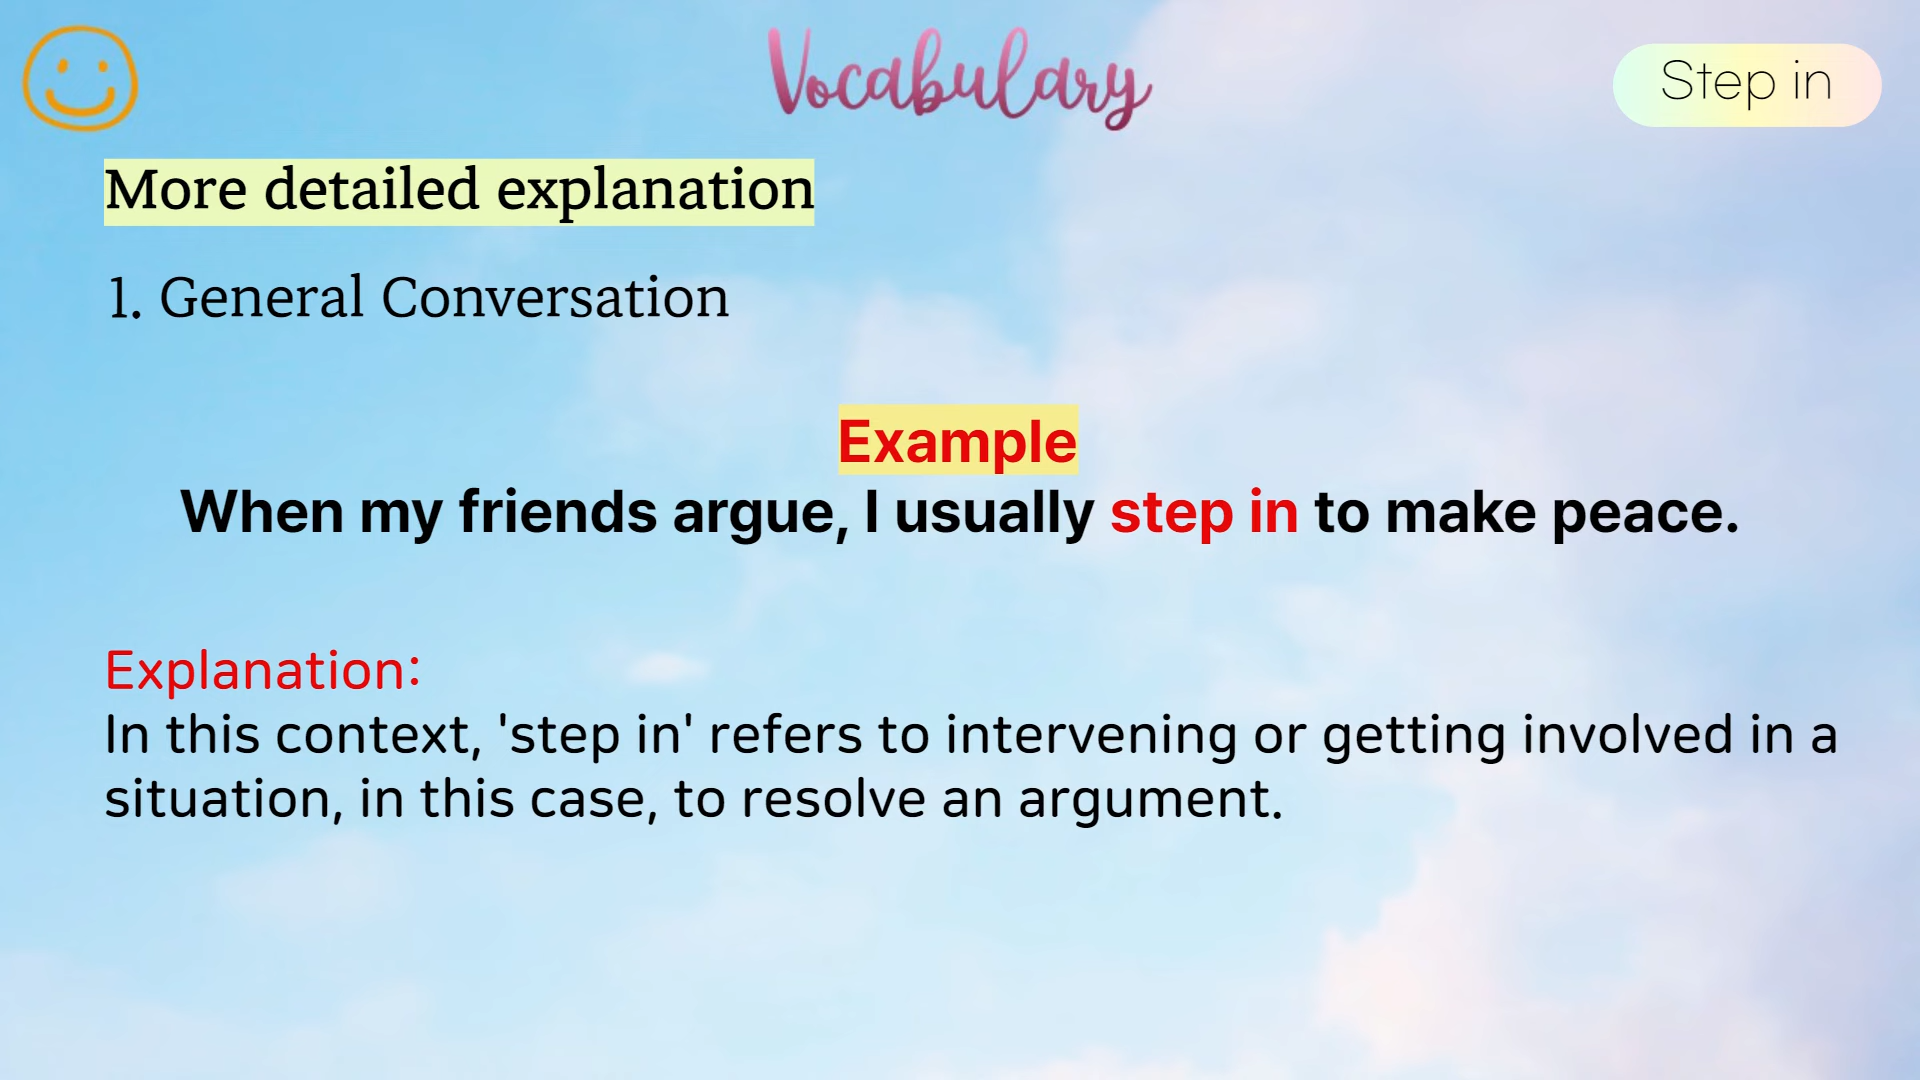 Vocabulary
Step in
More detailed explanation
1. General Conversation
Example
When my friends argue, I usually step in to make peace.
Explanation:
In this context, 'step in' refers to intervening or getting involved in a
situation, in this case, to resolve an argument.